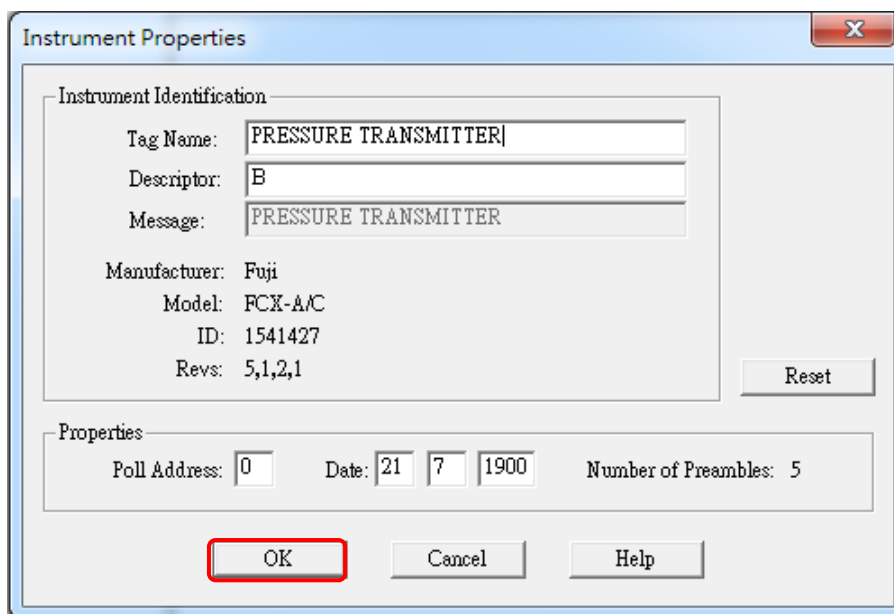 Instrument Properties
Instrument Identification
Tag Name: PRESSURE TRANSMITTER
Descriptor: B
Message: PRESSURE TRANSMITTER
Manufacturer: Fuji
Model: FCX-A/C
ID: 1541427
Revs: 5,1,2,1
Reset
Properties
Poll Address: 0 Date: 21 7 1900 Number of Preambles: 5
OK Cancel Help